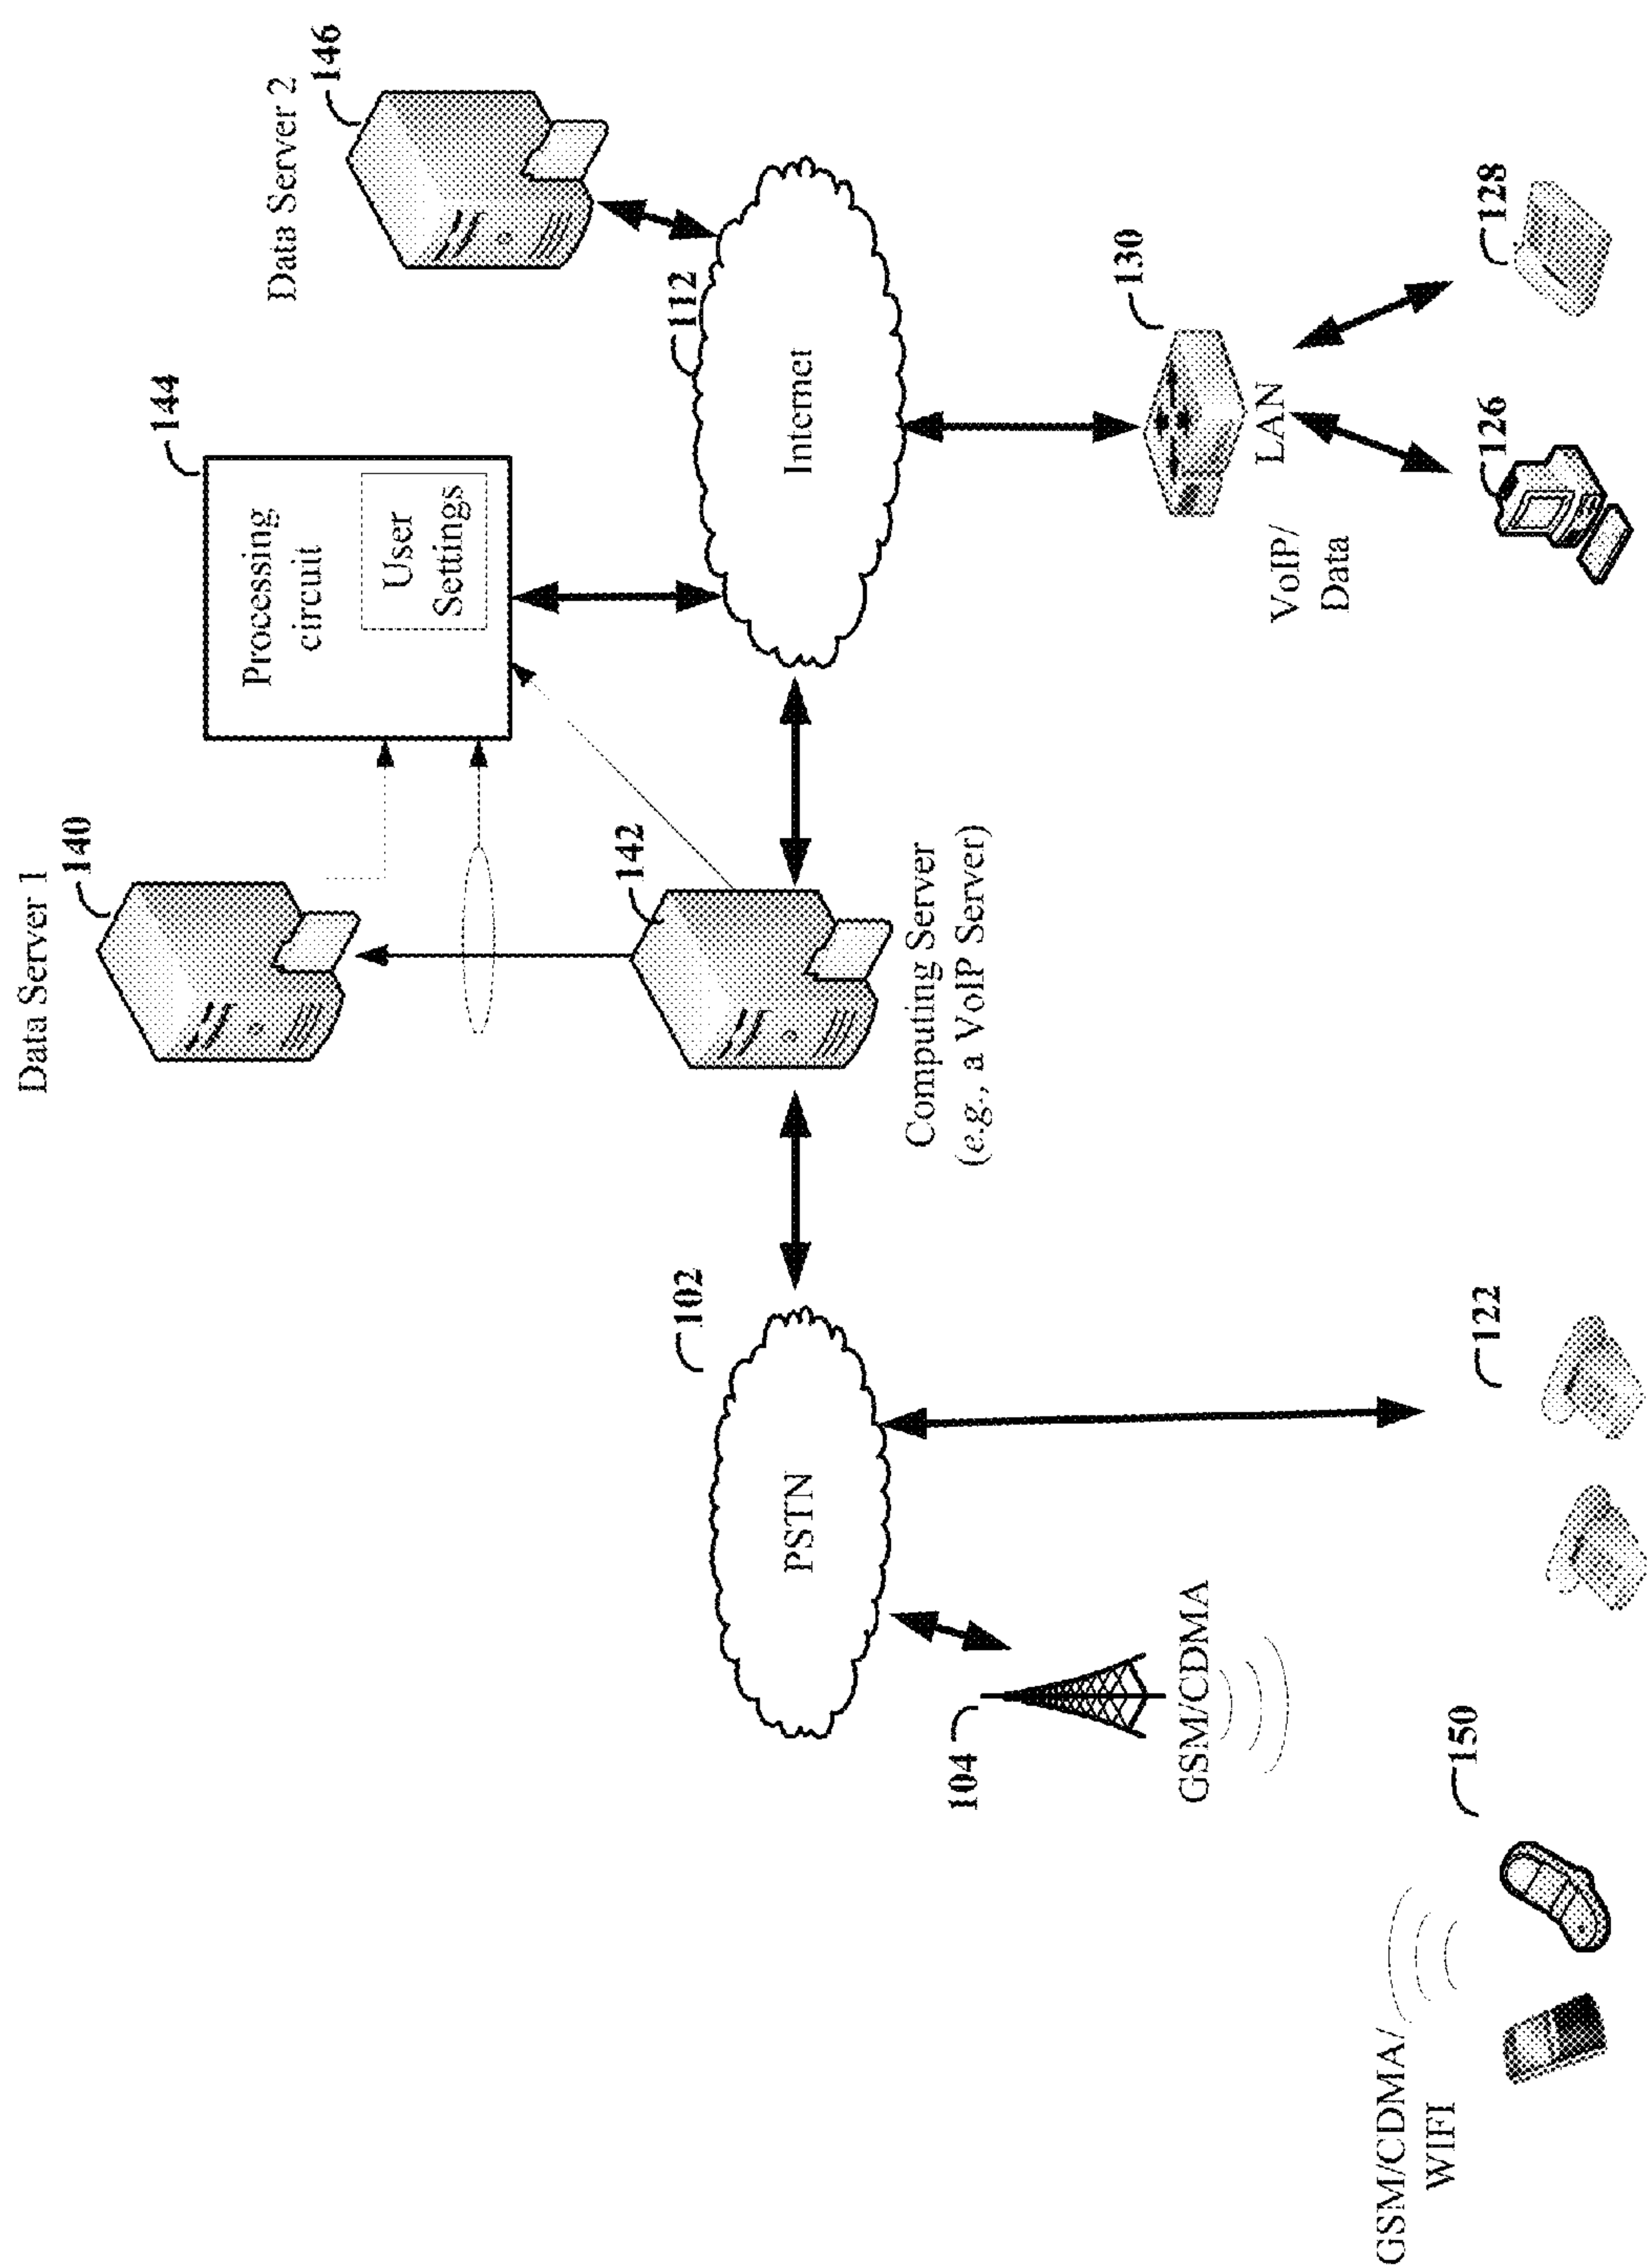 Data Server 1
140
144
Processing
circuit
User
Settings
Data Server 2
146
142
Computing Server
(e.g., a VoIP Server)
102
PSTN
112
Internet
104
GSM/CDMA
130
LAN
VoIP/
Data
GSM/CDMA/
WIFI
150
122
126
128